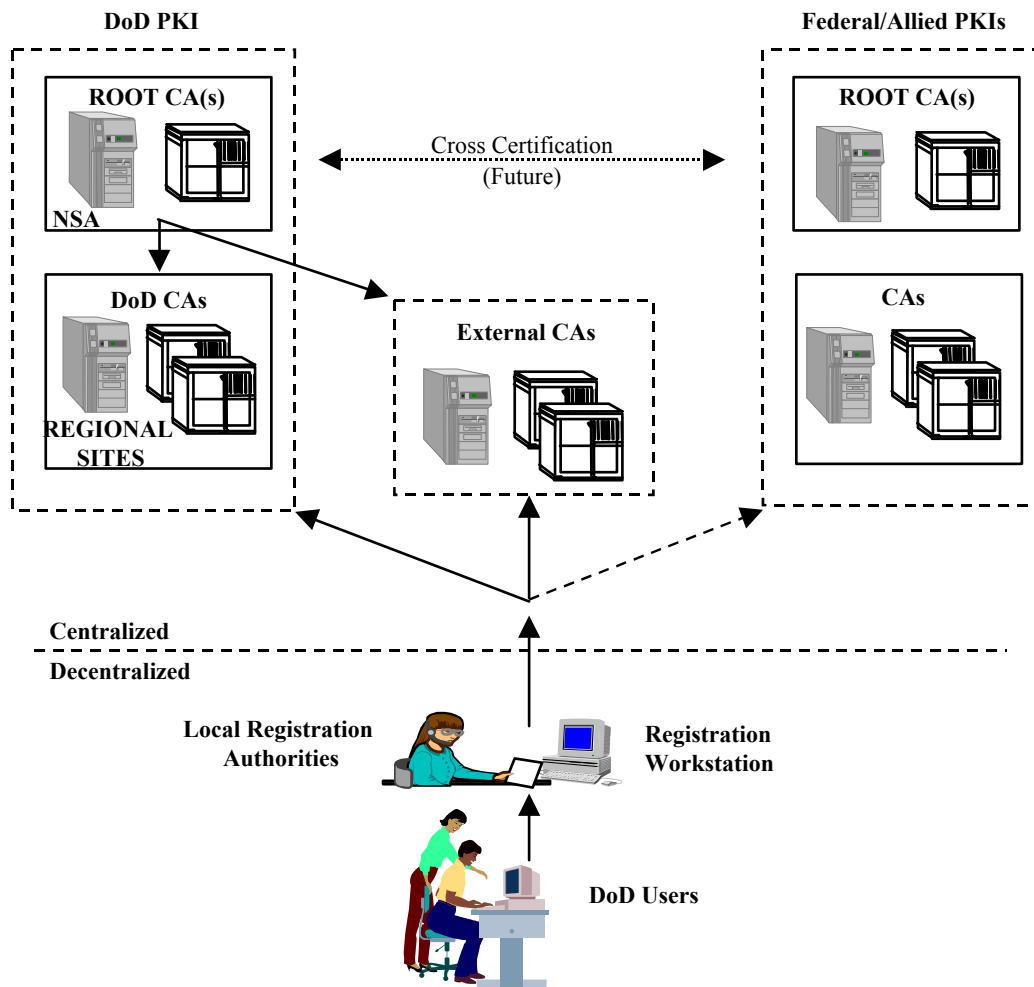 DoD PKI
Federal/Allied PKIs
ROOT CA(s)
NSA
ROOT CA(s)
Cross Certification
(Future)
DoD CAs
REGIONAL
SITES
External CAs
CAs
Centralized
Decentralized
Local Registration
Authorities
Registration
Workstation
DoD Users